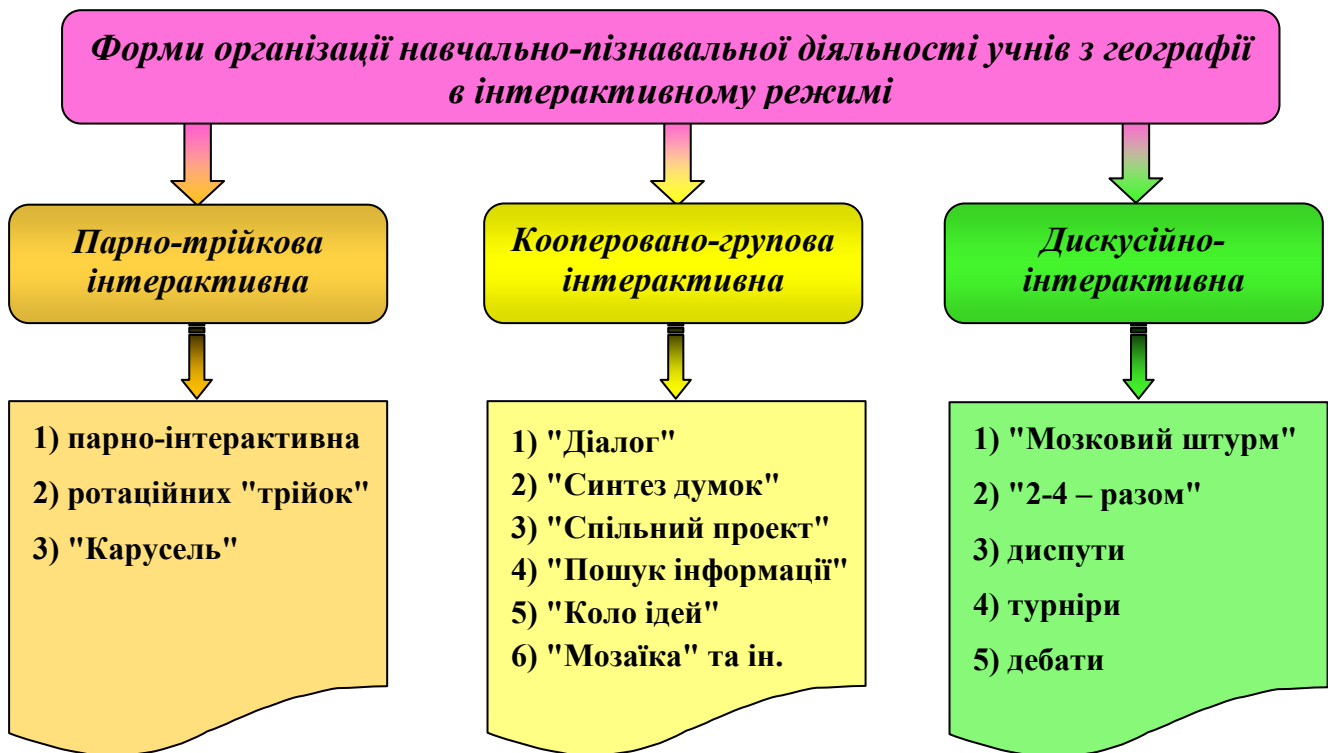 Форми організації навчально-пізнавальної діяльності учнів з географії
в інтерактивному режимі
Парно-трійкова
інтерактивна
1) парно-інтерактивна
2) ротаційних "трійок"
3) "Карусель"
Кооперовано-групова
інтерактивна
1) "Діалог"
2) "Синтез думок"
3) "Спільний проект"
4) "Пошук інформації"
5) "Коло ідей"
6) "Мозаїка" та ін.
Дискусійно-
інтерактивна
1) "Мозковий штурм"
2) "2-4 – разом"
3) диспути
4) турніри
5) дебати